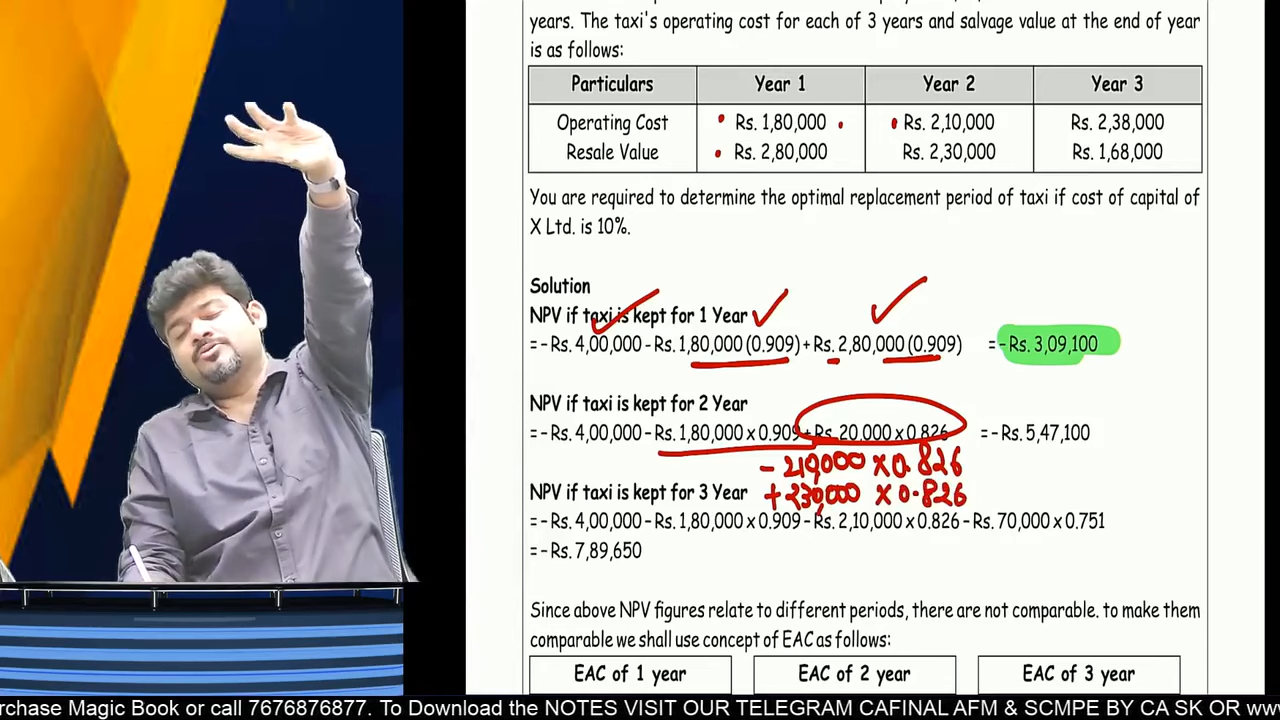 years. The taxi's operating cost for each of 3 years and salvage value at the end of year
is as follows:
Particulars Year 1 Year 2 Year 3
Operating Cost Rs. 1,80,000 Rs. 2,10,000 Rs. 2,38,000
Resale Value Rs. 2,80,000 Rs. 2,30,000 Rs. 1,68,000
You are required to determine the optimal replacement period of taxi if cost of capital of
X Ltd. is 10%.
Solution
NPV if taxi is kept for 1 Year
= - Rs. 4,00,000 - Rs. 1,80,000 (0.909) + Rs. 2,80,000 (0.909) = - Rs. 3,09,100
NPV if taxi is kept for 2 Year
= - Rs. 4,00,000 - Rs. 1,80,000 x 0.909 + Rs. 20,000 x 0.826 = - Rs. 5,47,100
- 210,000 x 0.826
NPV if taxi is kept for 3 Year + 230,000 x 0.826
= - Rs. 4,00,000 - Rs. 1,80,000 x 0.909 - Rs. 2,10,000 x 0.826 - Rs. 70,000 x 0.751
= - Rs. 7,89,650
Since above NPV figures relate to different periods, there are not comparable. to make them
comparable we shall use concept of EAC as follows:
EAC of 1 year EAC of 2 year EAC of 3 year
rchase Magic Book or call 7676876877. To Download the NOTES VISIT OUR TELEGRAM CAFINAL AFM & SCMPE BY CA SK OR ww